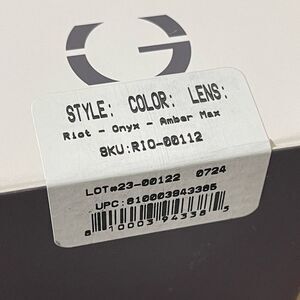 STYLE: COLOR: LENS:
Riot - Onyx - Amber Max
SKU:RIO-00112
LOT#23-00122 0724
UPC:810003943385
8 10003 94338 5